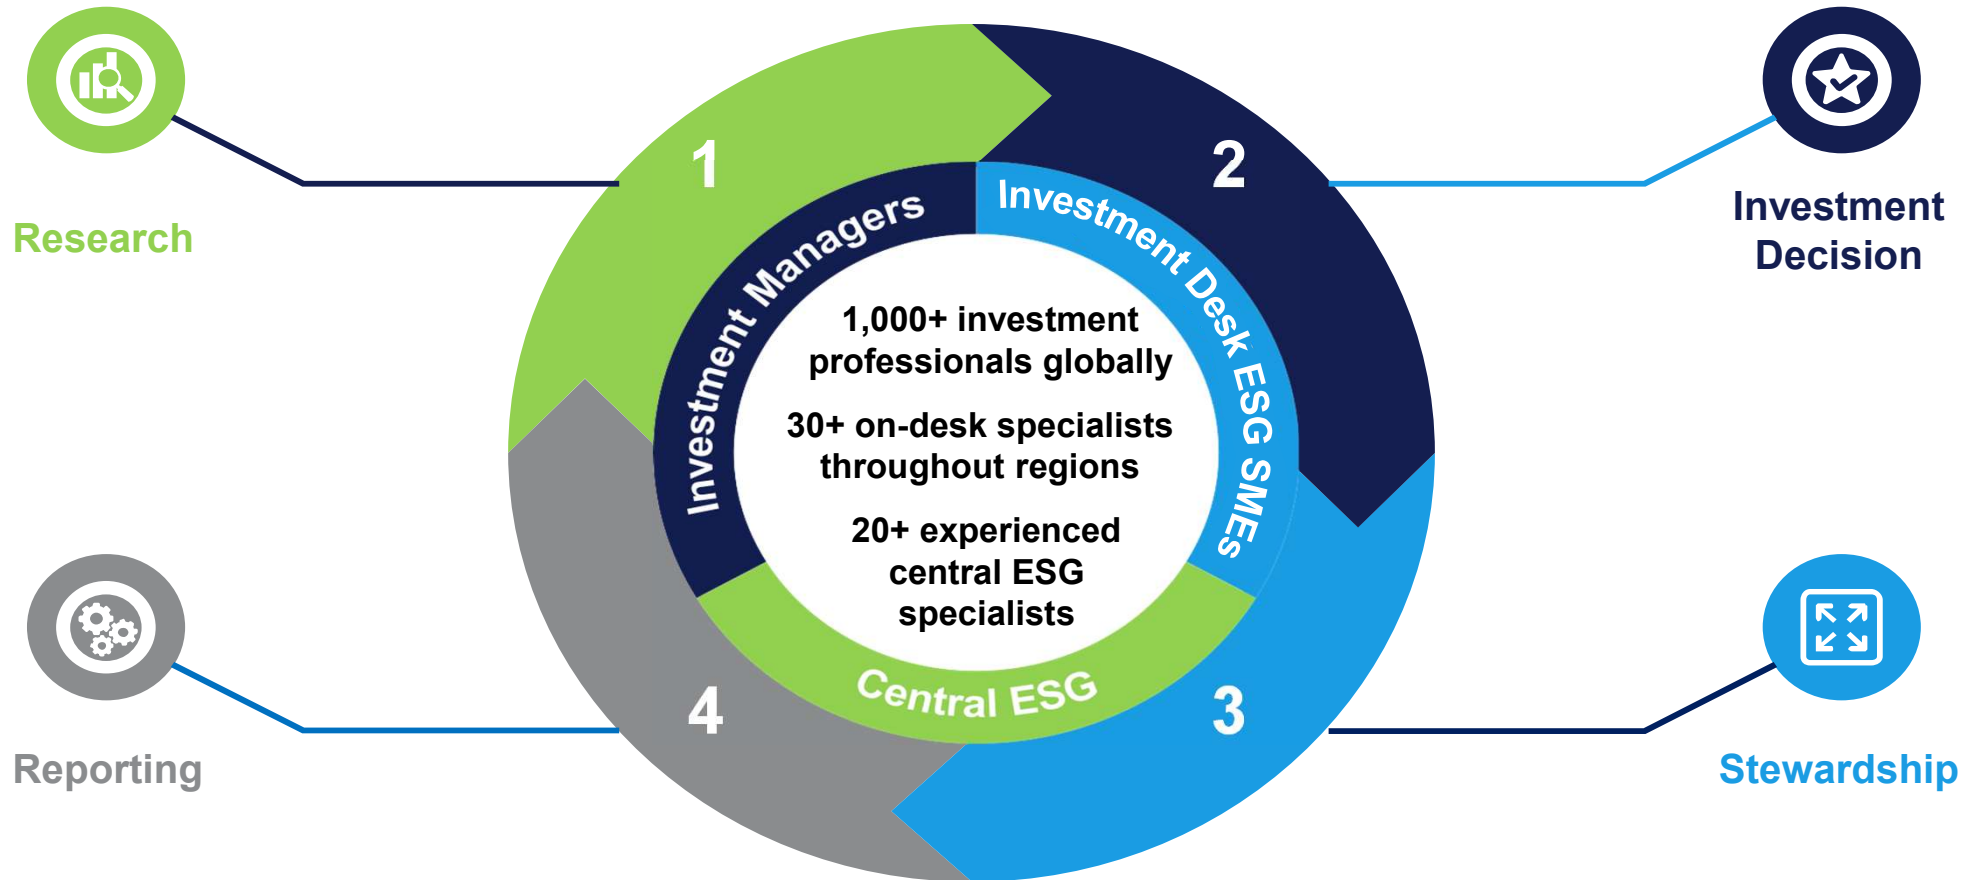 1
2
Research
Investment
Decision
Investment Managers
Investment Desk ESG SMEs
1,000+ investment
professionals globally
30+ on-desk specialists
throughout regions
20+ experienced
central ESG
specialists
Central ESG
4
3
Reporting
Stewardship